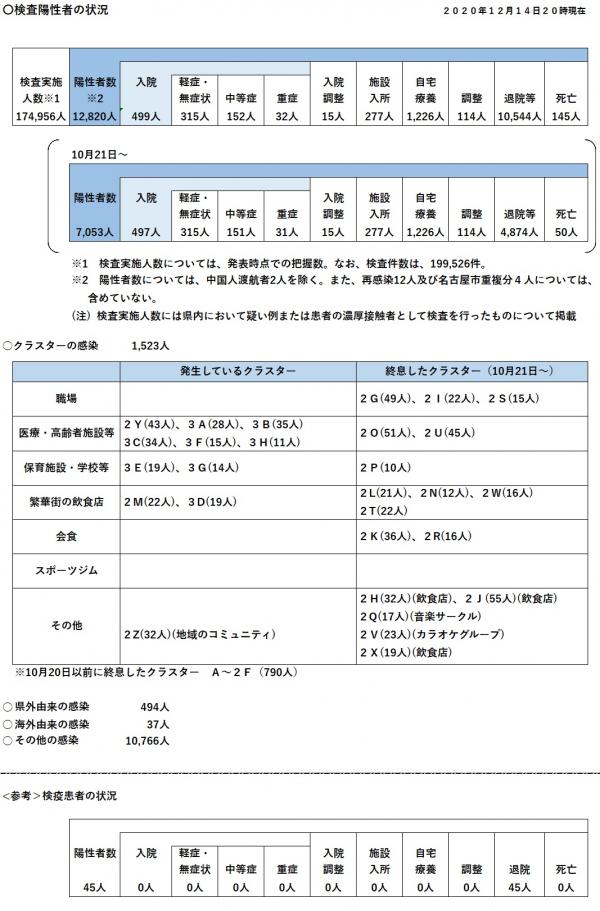 〇検査陽性者の状況
２０２０年１２月１４日２０時現在
検査実施人数※1 陽性者数※2 入院 軽症・無症状 中等症 重症 入院調整 施設入所 自宅療養 調整 退院等 死亡
174,956人 12,820人 499人 315人 152人 32人 15人 277人 1,226人 114人 10,544人 145人
10月21日～
陽性者数 入院 軽症・無症状 中等症 重症 入院調整 施設入所 自宅療養 調整 退院等 死亡
7,053人 497人 315人 151人 31人 15人 277人 1,226人 114人 4,874人 50人
※1　検査実施人数については、発表時点での把握数。なお、検査件数は、199,526件。
※2　陽性者数については、中国人渡航者2人を除く。また、再感染12人及び名古屋市重複分４人については、
含めていない。
（注）検査実施人数には県内において疑い例または患者の濃厚接触者として検査を行ったものについて掲載
○クラスターの感染　1,523人
発生しているクラスター 終息したクラスター（10月21日～）
職場 ２Ｇ(49人)、２Ｉ(22人)、２Ｓ(15人)
医療・高齢者施設等 ２Ｙ(43人)、３Ａ(28人)、３Ｂ(35人) ２Ｏ(51人)、２Ｕ(45人)
３C(34人)、３Ｆ(15人)、３Ｈ(11人)
保育施設・学校等 ３Ｅ(19人)、３Ｇ(14人) ２Ｐ(10人)
繁華街の飲食店 ２Ｍ(22人)、３Ｄ(19人) ２Ｌ(21人)、２Ｎ(12人)、２Ｗ(16人)
２Ｔ(22人)
会食 ２Ｋ(36人)、２Ｒ(16人)
スポーツジム
その他 ２Ｚ(32人)(地域のコミュニティ) ２Ｈ(32人)(飲食店)、２Ｊ(55人)(飲食店)
２Ｑ(17人)(音楽サークル)
２Ｖ(23人)(カラオケグループ)
２Ｘ(19人)(飲食店)
※10月20日以前に終息したクラスター　Ａ～２Ｆ（790人）
○ 県外由来の感染　494人
○ 海外由来の感染　37人
○ その他の感染　10,766人
＜参考＞検疫患者の状況
陽性者数 入院 軽症・無症状 中等症 重症 入院調整 施設入所 自宅療養 調整 退院 死亡
45人 0人 0人 0人 0人 0人 0人 0人 0人 45人 0人